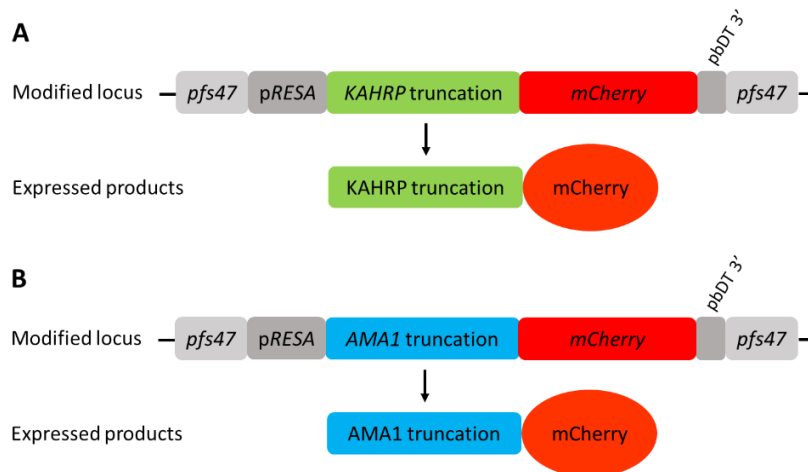 A
pbDT 3′
Modified locus pfs47 pRESA KAHRP truncation mCherry pfs47
Expressed products KAHRP truncation mCherry
B
pbDT 3′
Modified locus pfs47 pRESA AMA1 truncation mCherry pfs47
Expressed products AMA1 truncation mCherry